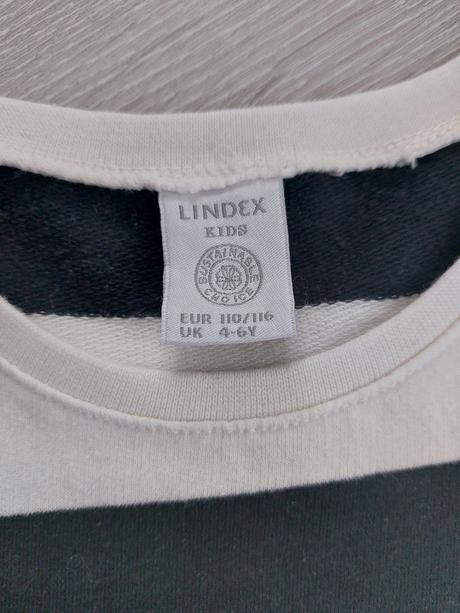 LINDEX
KIDS
SUSTAINABLE
CHOICE
EUR 110/116
UK 4-6Y